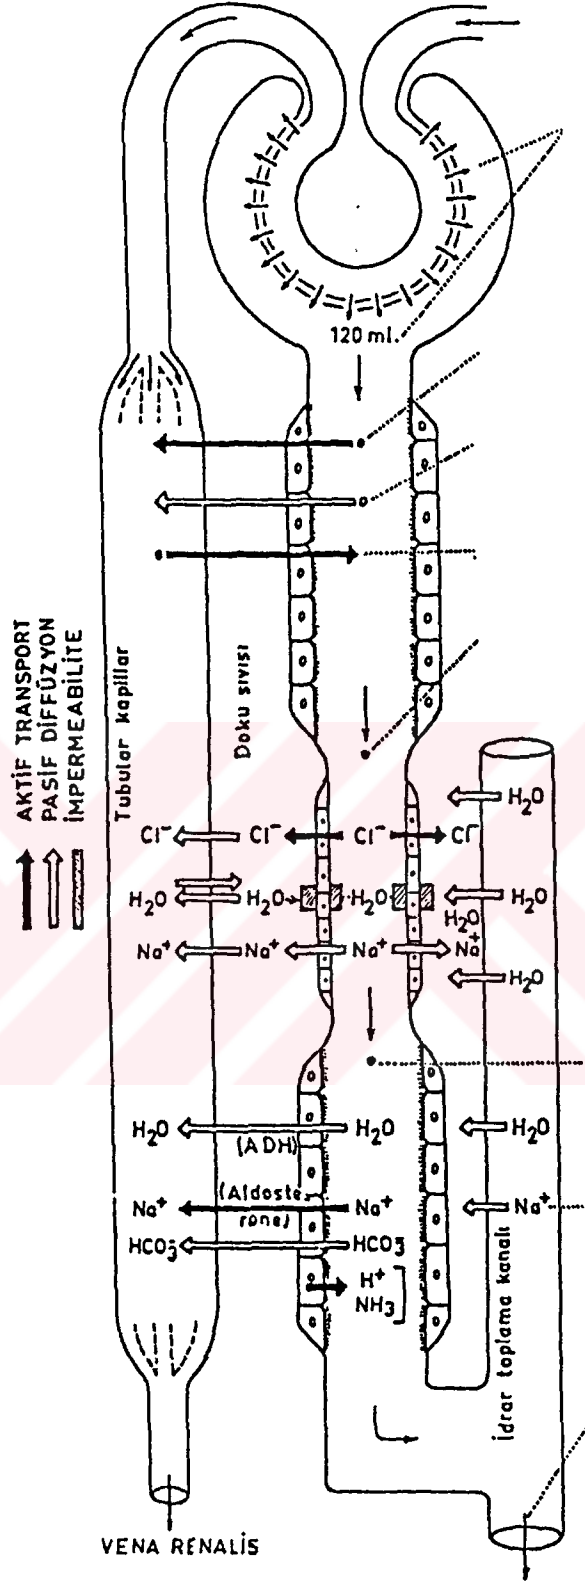 120 ml.
AKTİF TRANSPORT
PASİF DİFFÜZYON
İMPERMEABİLİTE
Tubular kapillar
Doku sıvısı
H₂O
Cl⁻ Cl⁻ Cl⁻ Cl⁻
H₂O H₂O H₂O H₂O
H₂O
Na⁺ Na⁺ Na⁺ Na⁺
H₂O
H₂O H₂O H₂O
(ADH)
(Aldoste-
rone)
Na⁺ Na⁺ Na⁺
HCO₃⁻ HCO₃⁻
H⁺
NH₃
İdrar toplama kanalı
VENA RENALİS